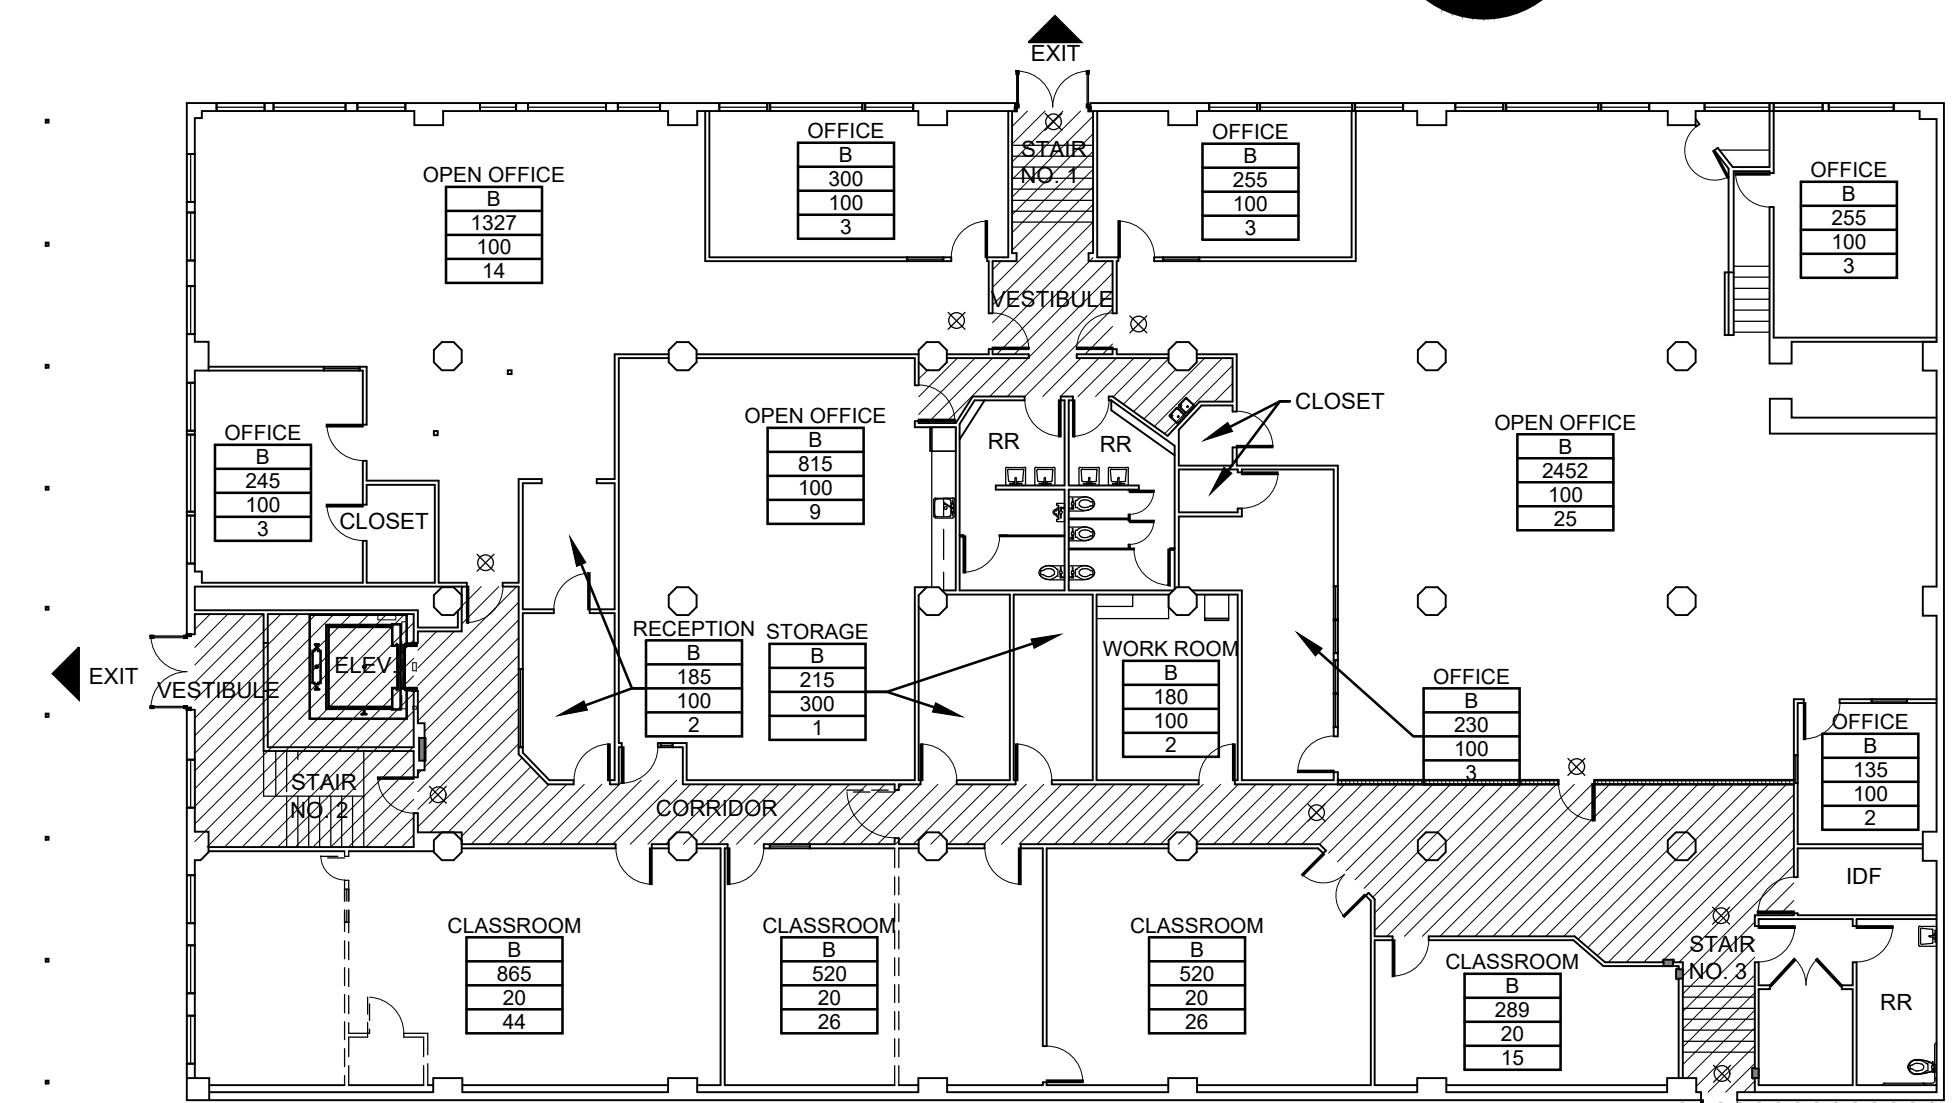 EXIT
OFFICE
B
300
100
3
STAIR
NO. 1
OFFICE
B
255
100
3
OPEN OFFICE
B
1327
100
14
OFFICE
B
255
100
3
VESTIBULE
CLOSET
OPEN OFFICE
B
815
100
9
RR
RR
OPEN OFFICE
B
2452
100
25
OFFICE
B
245
100
3
CLOSET
RECEPTION
B
185
100
2
STORAGE
B
215
300
1
WORK ROOM
B
180
100
2
OFFICE
B
230
100
3
EXIT
VESTIBULE
ELEV.
OFFICE
B
135
100
2
STAIR
NO. 2
CORRIDOR
IDF
CLASSROOM
B
865
20
44
CLASSROOM
B
520
20
26
CLASSROOM
B
520
20
26
CLASSROOM
B
289
20
15
STAIR
NO. 3
RR